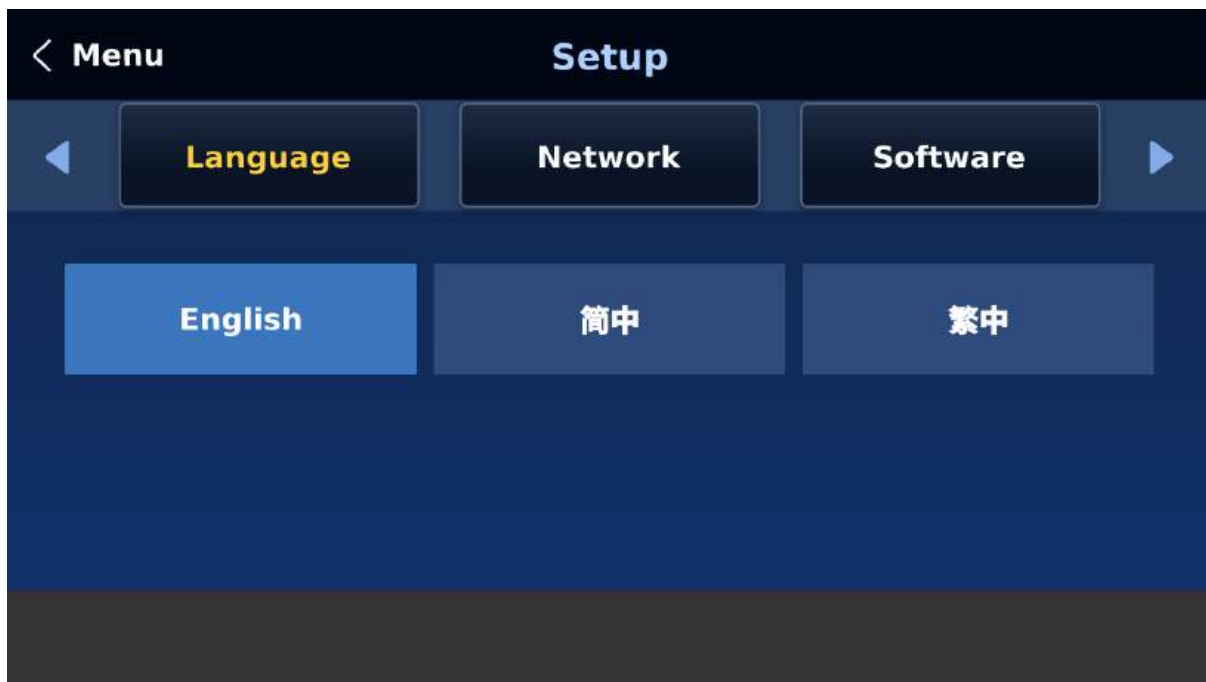 Menu
Setup
Language
Network
Software
English
简中
繁中